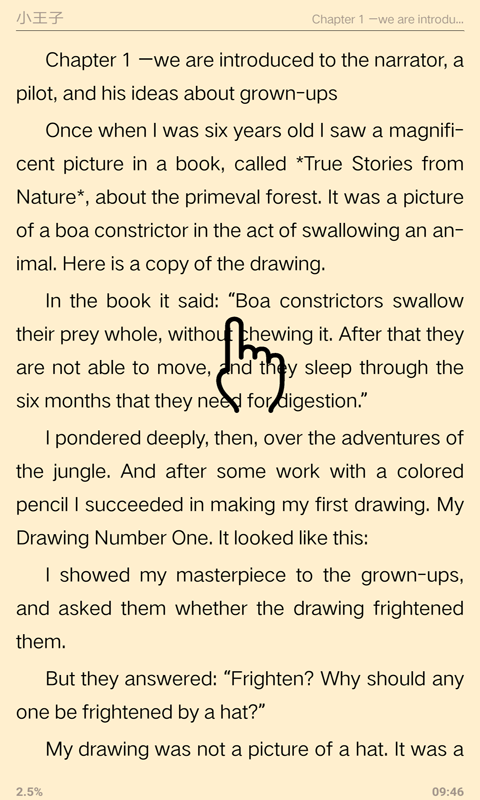 小王子
Chapter 1 —we are introdu...
Chapter 1 —we are introduced to the narrator, a
pilot, and his ideas about grown-ups
Once when I was six years old I saw a magnifi-
cent picture in a book, called *True Stories from
Nature*, about the primeval forest. It was a picture
of a boa constrictor in the act of swallowing an an-
imal. Here is a copy of the drawing.
In the book it said: “Boa constrictors swallow
their prey whole, without chewing it. After that they
are not able to move, and they sleep through the
six months that they need for digestion.”
I pondered deeply, then, over the adventures of
the jungle. And after some work with a colored
pencil I succeeded in making my first drawing. My
Drawing Number One. It looked like this:
I showed my masterpiece to the grown-ups,
and asked them whether the drawing frightened
them.
But they answered: “Frighten? Why should any
one be frightened by a hat?”
My drawing was not a picture of a hat. It was a
2.5%
09:46